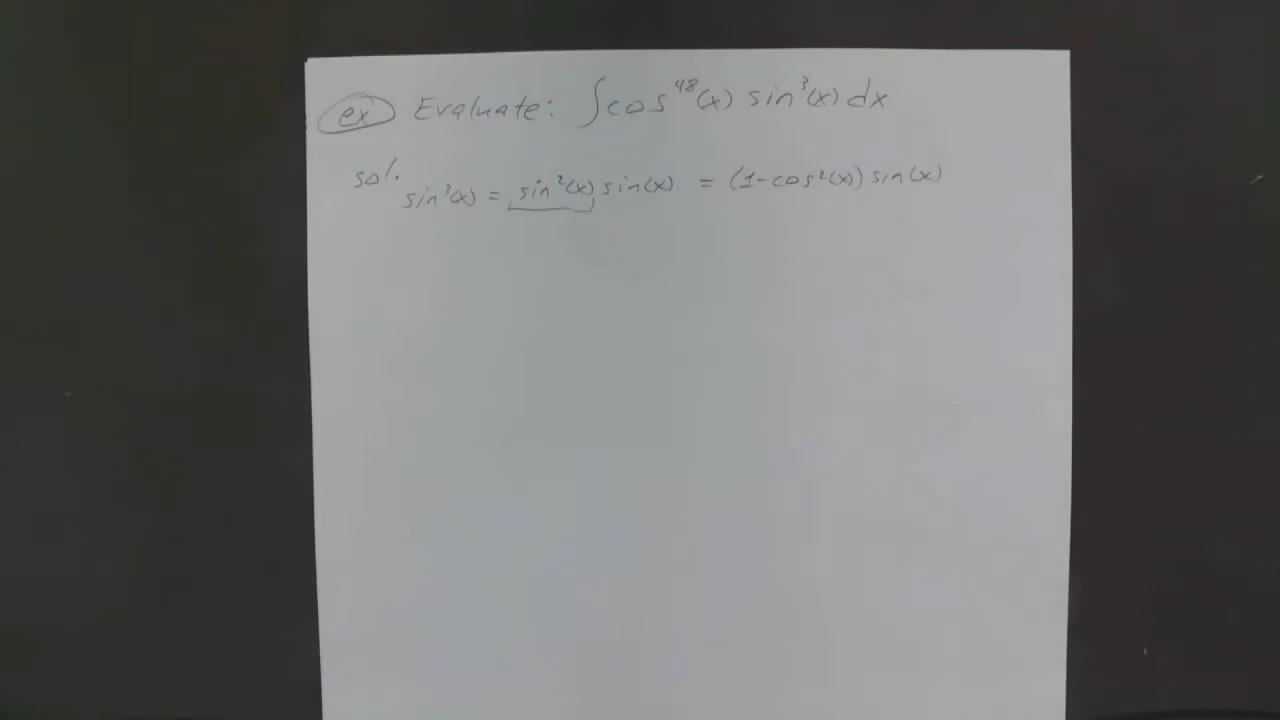 ex Evaluate: ∫cos⁴⁸(x) sin³(x) dx
sol. sin³(x) = sin²(x) sin(x) = (1-cos²(x)) sin(x)